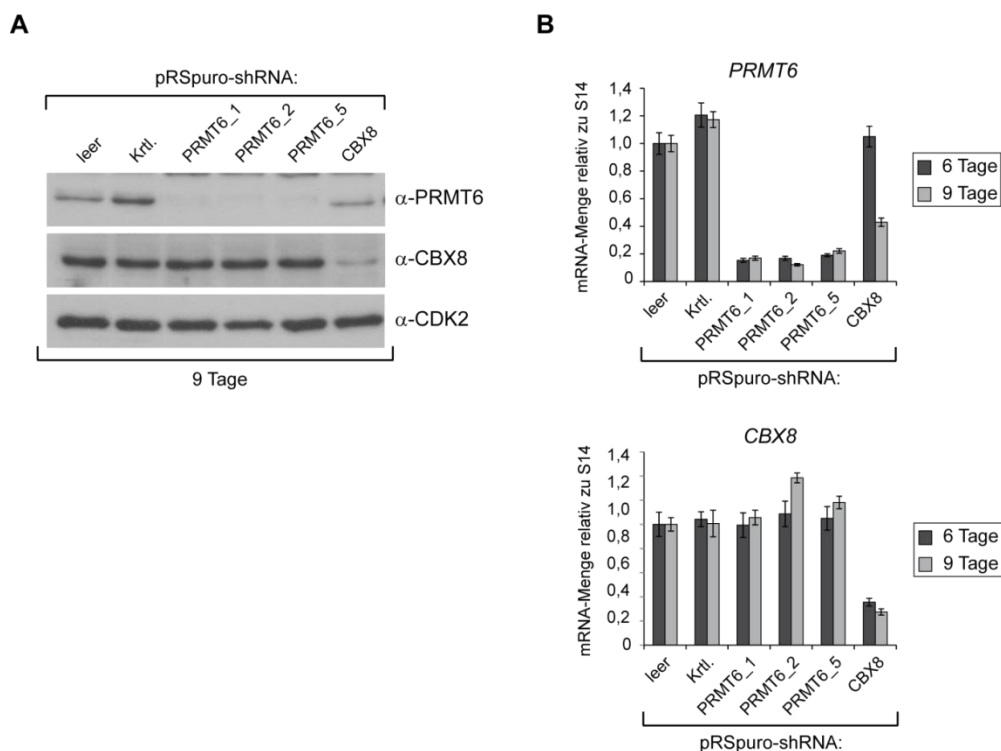 A
pRSpuro-shRNA:
leer
Krtl.
PRMT6_1
PRMT6_2
PRMT6_5
CBX8
α-PRMT6
α-CBX8
α-CDK2
9 Tage
B
PRMT6
mRNA-Menge relativ zu S14
1,4
1,2
1,0
0,8
0,6
0,4
0,2
0
leer
Krtl.
PRMT6_1
PRMT6_2
PRMT6_5
CBX8
pRSpuro-shRNA:
6 Tage
9 Tage
CBX8
mRNA-Menge relativ zu S14
1,4
1,2
1,0
0,8
0,6
0,4
0,2
0
leer
Krtl.
PRMT6_1
PRMT6_2
PRMT6_5
CBX8
pRSpuro-shRNA:
6 Tage
9 Tage